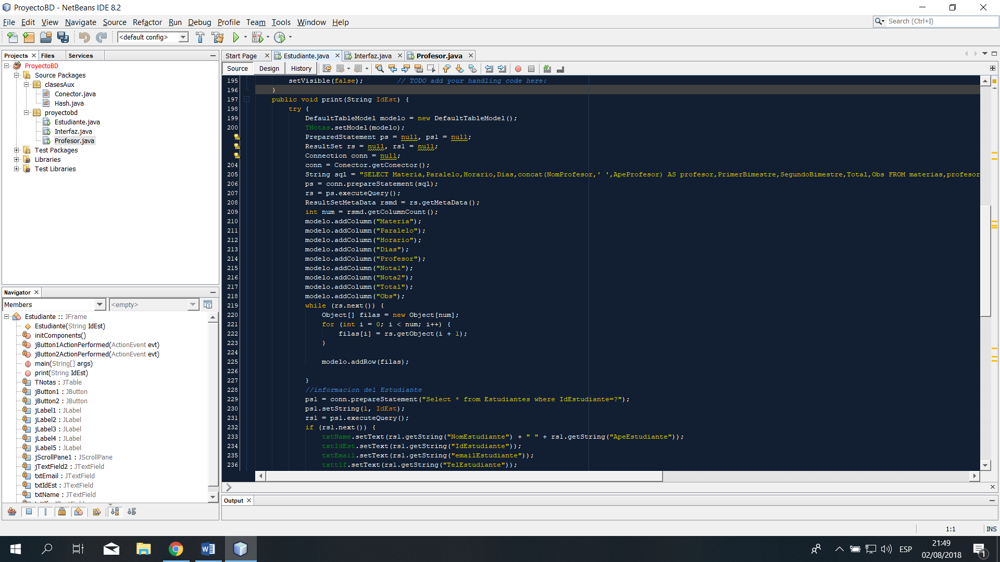 ProyectoBD - NetBeans IDE 8.2
File Edit View Navigate Source Refactor Run Debug Profile Team Tools Window Help
Search (Ctrl+I)
<default config>
Projects Files Services
ProyectoBD
Source Packages
clasesAux
Conector.java
Hash.java
proyectobd
Estudiante.java
Interfaz.java
Profesor.java
Test Packages
Libraries
Test Libraries
Navigator
Members
<empty>
Estudiante :: JFrame
Estudiante(String IdEst)
initComponents()
jButton1ActionPerformed(ActionEvent evt)
jButton2ActionPerformed(ActionEvent evt)
main(String[] args)
print(String IdEst)
TNotas : JTable
jButton1 : JButton
jButton2 : JButton
jLabel1 : JLabel
jLabel2 : JLabel
jLabel3 : JLabel
jLabel4 : JLabel
jLabel5 : JLabel
jScrollPane1 : JScrollPane
jTextField2 : JTextField
txtEmail : JTextField
txtIdEst : JTextField
txtName : JTextField
Start Page Estudiante.java Interfaz.java Profesor.java
Source Design History
195 setVisible(false); // TODO add your handling code here:
196 }
197 public void print(String IdEst) {
198 try {
199 DefaultTableModel modelo = new DefaultTableModel();
200 TNotas.setModel(modelo);
PreparedStatement ps = null, ps1 = null;
ResultSet rs = null, rs1 = null;
Connection conn = null;
204 conn = Conector.getConector();
205 String sql = "SELECT Materia,Paralelo,Horario,Dias,concat(NomProfesor,' ',ApeProfesor) AS profesor,PrimerBimestre,SegundoBimestre,Total,Obs FROM materias,profesor
206 ps = conn.prepareStatement(sql);
207 rs = ps.executeQuery();
208 ResultSetMetaData rsmd = rs.getMetaData();
209 int num = rsmd.getColumnCount();
210 modelo.addColumn("Materia");
211 modelo.addColumn("Paralelo");
212 modelo.addColumn("Horario");
213 modelo.addColumn("Dias");
214 modelo.addColumn("Profesor");
215 modelo.addColumn("Nota1");
216 modelo.addColumn("Nota2");
217 modelo.addColumn("Total");
218 modelo.addColumn("Obs");
219 while (rs.next()) {
220 Object[] filas = new Object[num];
221 for (int i = 0; i < num; i++) {
222 filas[i] = rs.getObject(i + 1);
223 }
224
225 modelo.addRow(filas);
226
227 }
228 //informacion del Estudiante
229 ps1 = conn.prepareStatement("Select * from Estudiantes where IdEstudiante=?");
230 ps1.setString(1, IdEst);
231 rs1 = ps1.executeQuery();
232 if (rs1.next()) {
233 txtName.setText(rs1.getString("NomEstudiante") + " " + rs1.getString("ApeEstudiante"));
234 txtIdEst.setText(rs1.getString("IdEstudiante"));
235 txtEmail.setText(rs1.getString("emailEstudiante"));
236 txttlf.setText(rs1.getString("TelEstudiante"));
Output
1:1 INS
ESP
21:49
02/08/2018
1